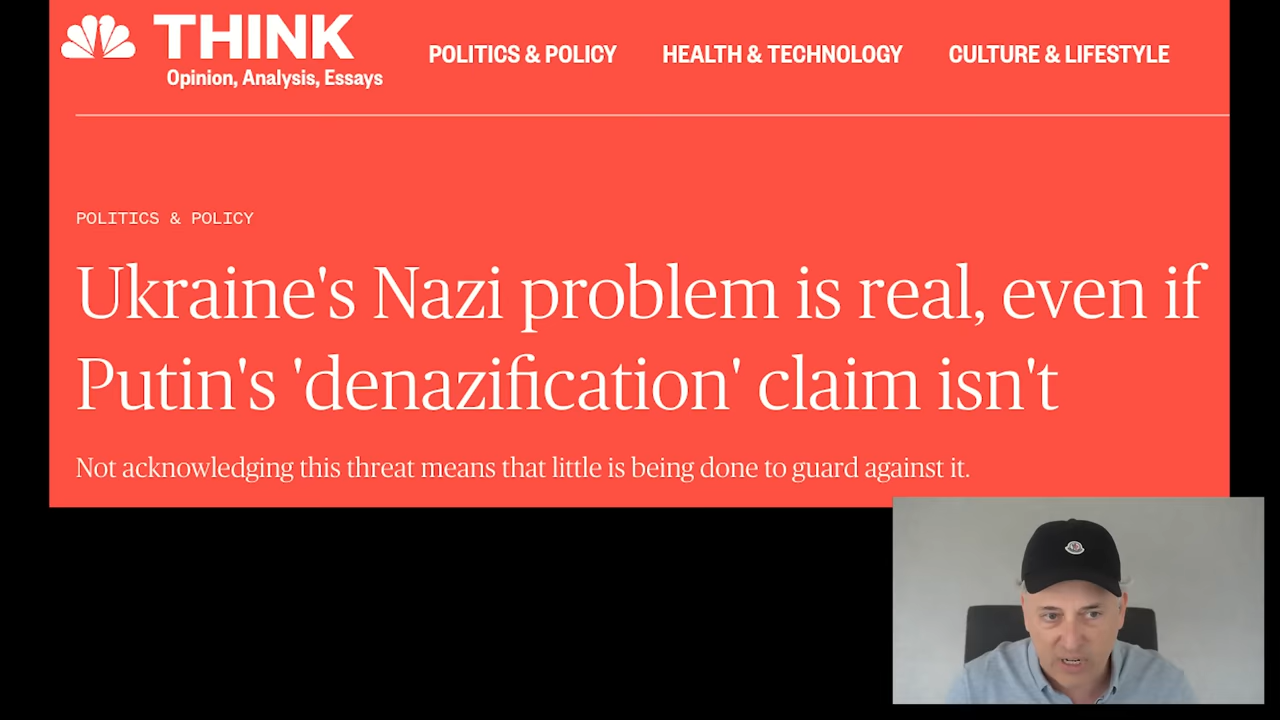 THINK
Opinion, Analysis, Essays
POLITICS & POLICY
HEALTH & TECHNOLOGY
CULTURE & LIFESTYLE
POLITICS & POLICY
Ukraine's Nazi problem is real, even if
Putin's 'denazification' claim isn't
Not acknowledging this threat means that little is being done to guard against it.